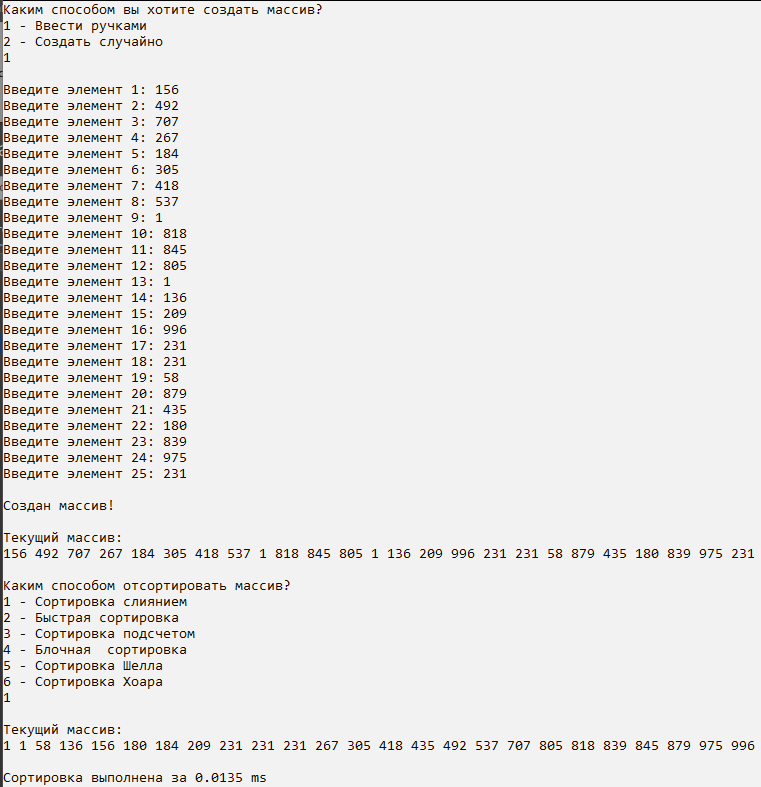 Каким способом вы хотите создать массив?
1 - Ввести ручками
2 - Создать случайно
1
Введите элемент 1: 156
Введите элемент 2: 492
Введите элемент 3: 707
Введите элемент 4: 267
Введите элемент 5: 184
Введите элемент 6: 305
Введите элемент 7: 418
Введите элемент 8: 537
Введите элемент 9: 1
Введите элемент 10: 818
Введите элемент 11: 845
Введите элемент 12: 805
Введите элемент 13: 1
Введите элемент 14: 136
Введите элемент 15: 209
Введите элемент 16: 996
Введите элемент 17: 231
Введите элемент 18: 231
Введите элемент 19: 58
Введите элемент 20: 879
Введите элемент 21: 435
Введите элемент 22: 180
Введите элемент 23: 839
Введите элемент 24: 975
Введите элемент 25: 231
Создан массив!
Текущий массив:
156 492 707 267 184 305 418 537 1 818 845 805 1 136 209 996 231 231 58 879 435 180 839 975 231
Каким способом отсортировать массив?
1 - Сортировка слиянием
2 - Быстрая сортировка
3 - Сортировка подсчетом
4 - Блочная  сортировка
5 - Сортировка Шелла
6 - Сортировка Хоара
1
Текущий массив:
1 1 58 136 156 180 184 209 231 231 231 267 305 418 435 492 537 707 805 818 839 845 879 975 996
Сортировка выполнена за 0.0135 ms